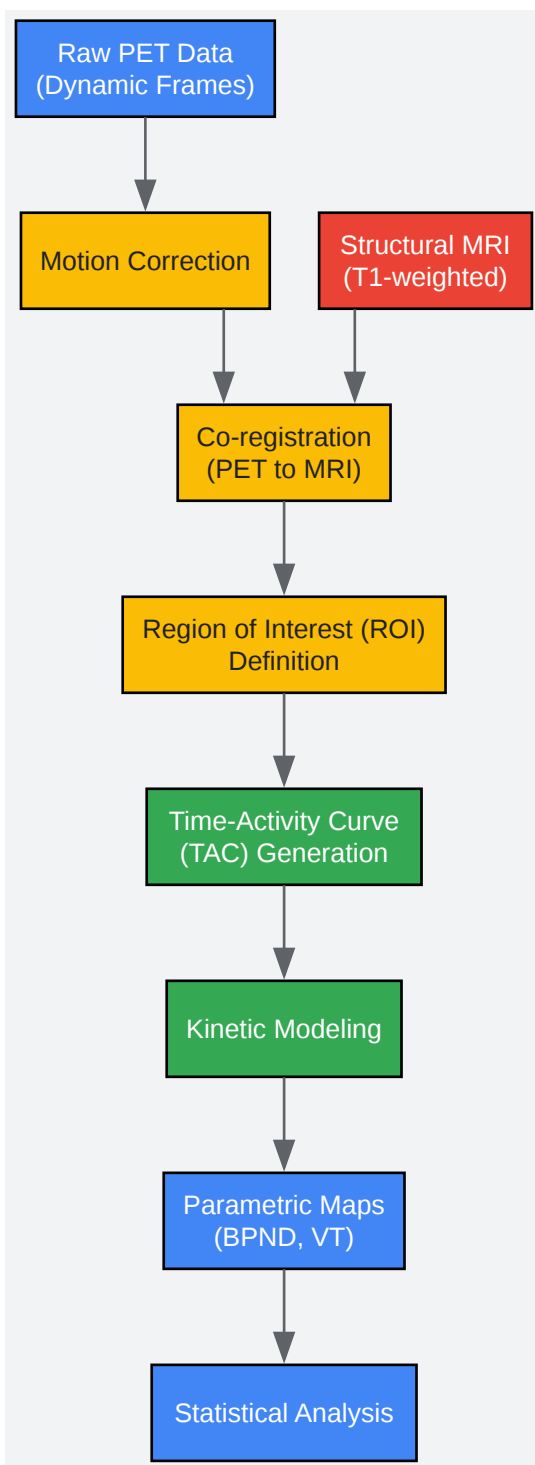 Raw PET Data
(Dynamic Frames)
Motion Correction
Structural MRI
(T1-weighted)
Co-registration
(PET to MRI)
Region of Interest (ROI)
Definition
Time-Activity Curve
(TAC) Generation
Kinetic Modeling
Parametric Maps
(BPND, VT)
Statistical Analysis